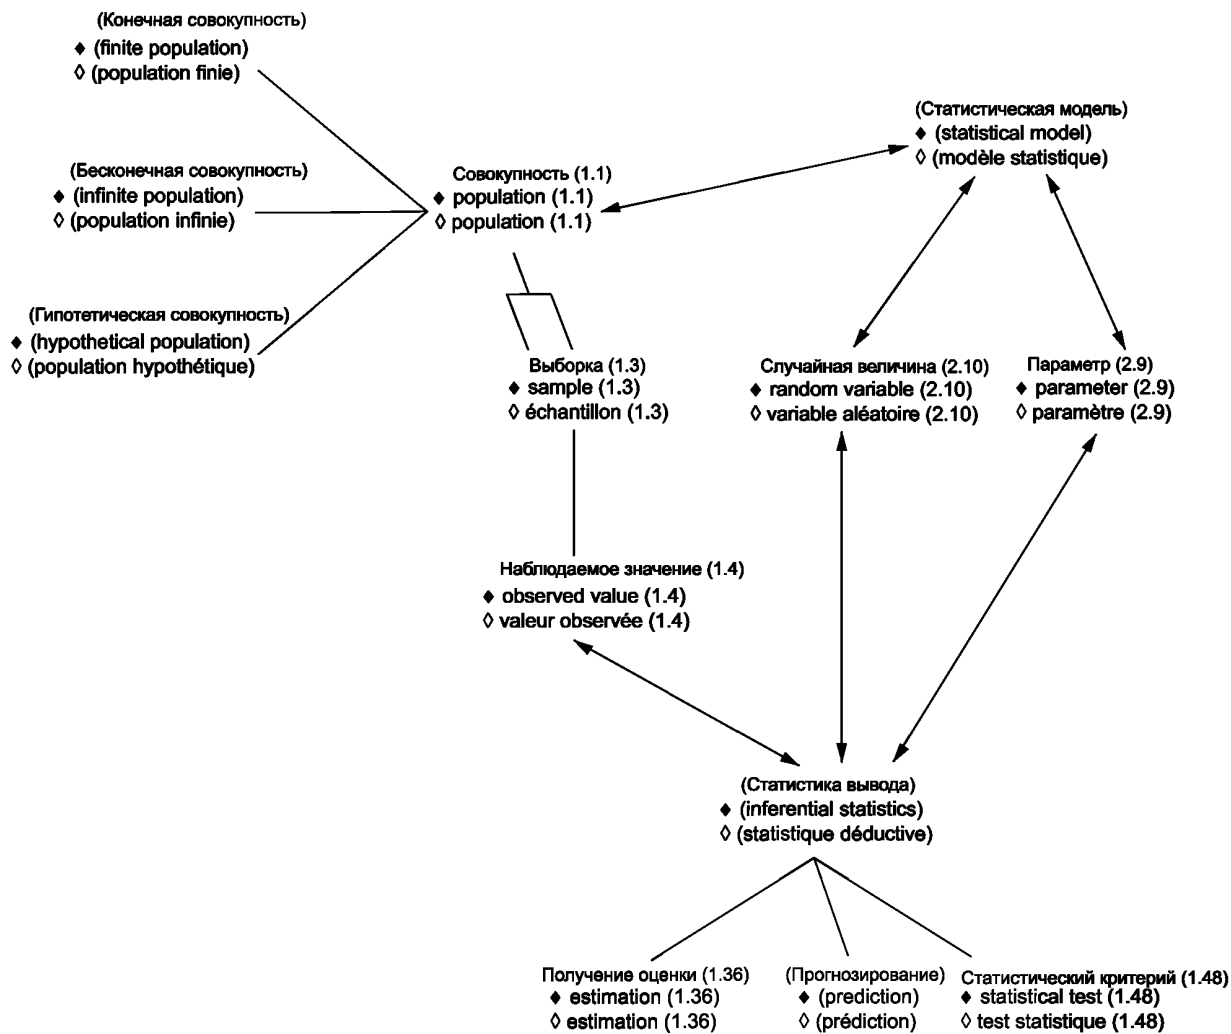 (Конечная совокупность)
♦ (finite population)
◊ (population finie)
(Статистическая модель)
♦ (statistical model)
◊ (modèle statistique)
(Бесконечная совокупность)
♦ (infinite population)
◊ (population infinie)
Совокупность (1.1)
♦ population (1.1)
◊ population (1.1)
(Гипотетическая совокупность)
♦ (hypothetical population)
◊ (population hypothétique)
Выборка (1.3)
♦ sample (1.3)
◊ échantillon (1.3)
Случайная величина (2.10)
♦ random variable (2.10)
◊ variable aléatoire (2.10)
Параметр (2.9)
♦ parameter (2.9)
◊ paramètre (2.9)
Наблюдаемое значение (1.4)
♦ observed value (1.4)
◊ valeur observée (1.4)
(Статистика вывода)
♦ (inferential statistics)
◊ (statistique déductive)
Получение оценки (1.36)
♦ estimation (1.36)
◊ estimation (1.36)
(Прогнозирование)
♦ (prediction)
◊ (prédiction)
Статистический критерий (1.48)
♦ statistical test (1.48)
◊ test statistique (1.48)